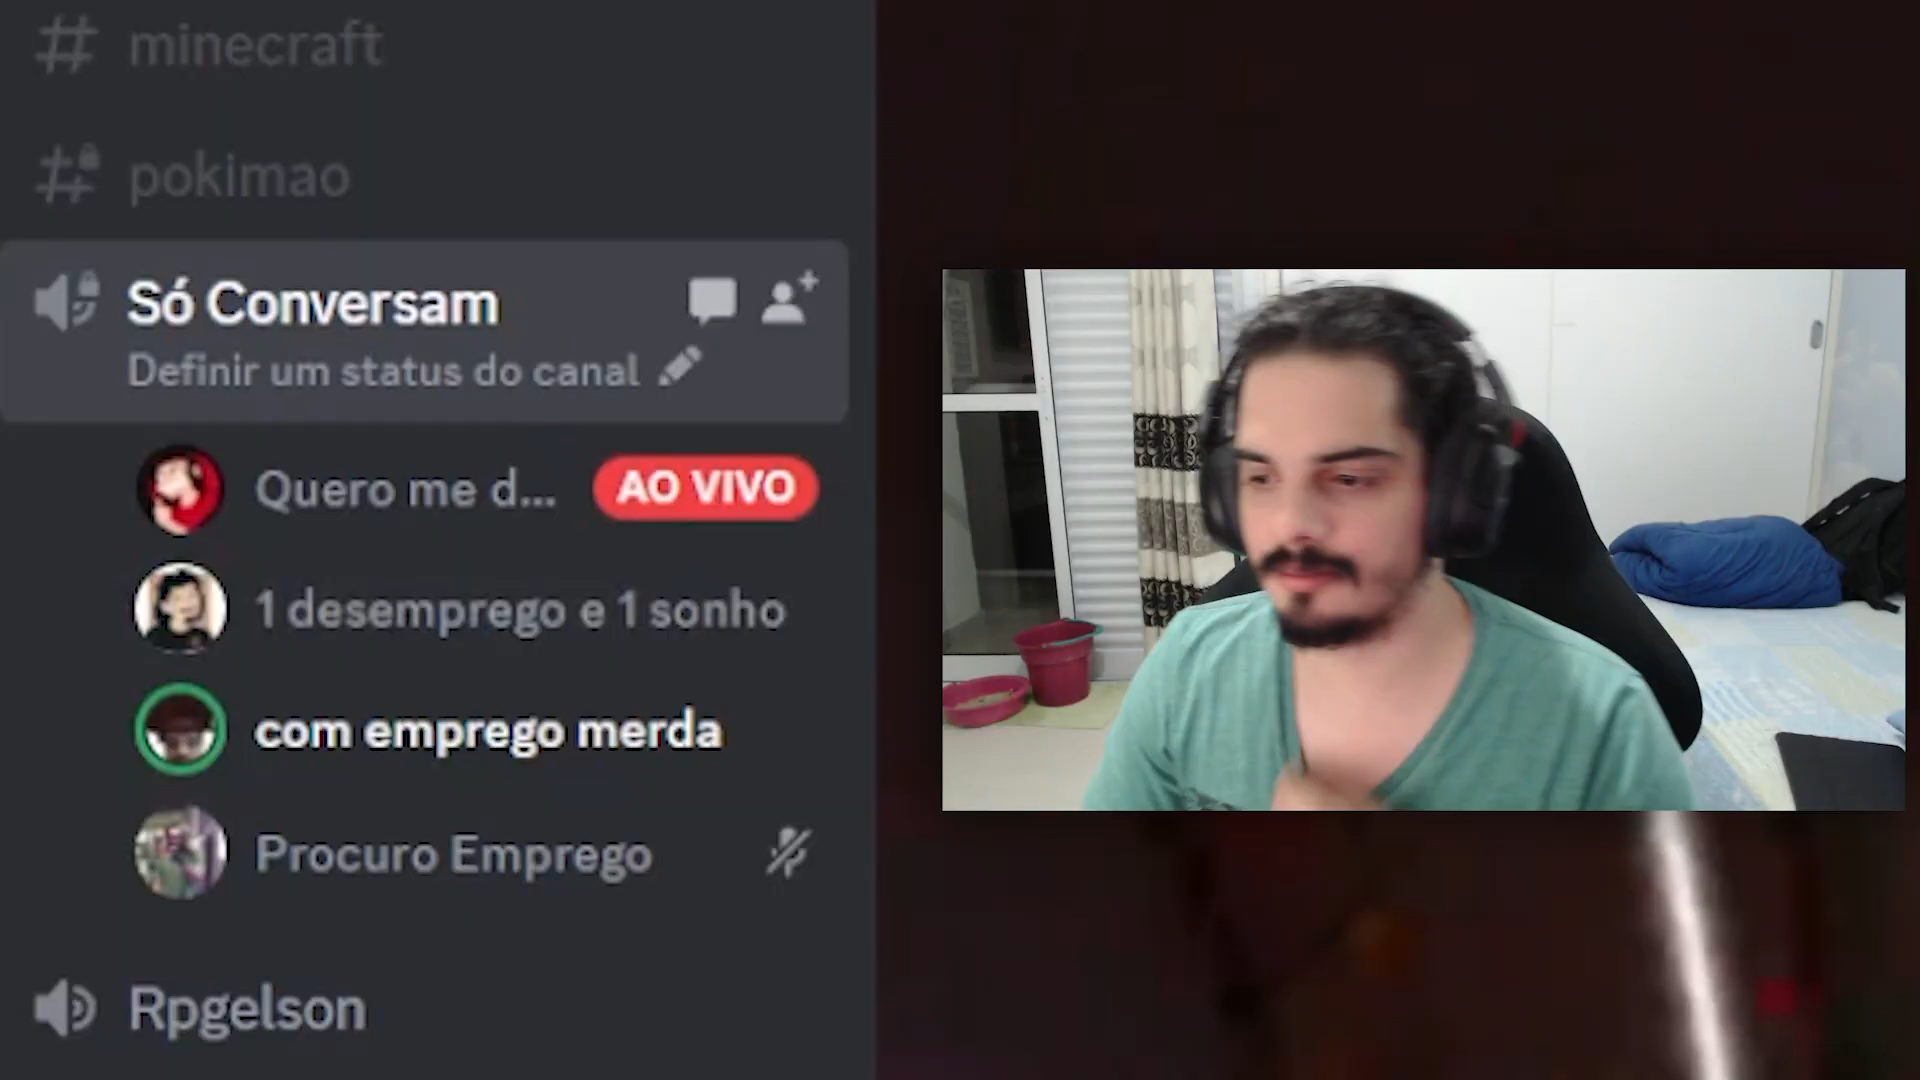 minecraft
pokimao
Só Conversam
Definir um status do canal
Quero me d... AO VIVO
1 desemprego e 1 sonho
com emprego merda
Procuro Emprego
Rpgelson